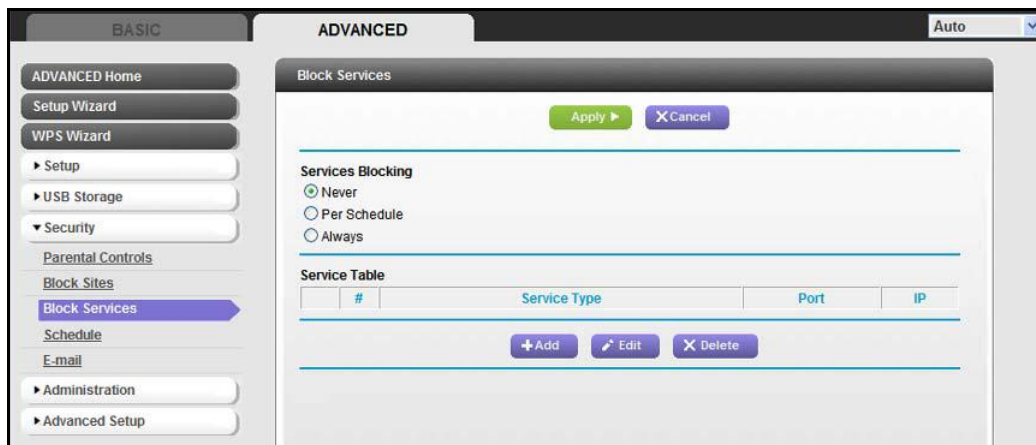 BASIC
ADVANCED
Auto
ADVANCED Home
Setup Wizard
WPS Wizard
Setup
USB Storage
Security
Parental Controls
Block Sites
Block Services
Schedule
E-mail
Administration
Advanced Setup
Block Services
Apply
Cancel
Services Blocking
Never
Per Schedule
Always
Service Table
# Service Type Port IP
Add Edit Delete